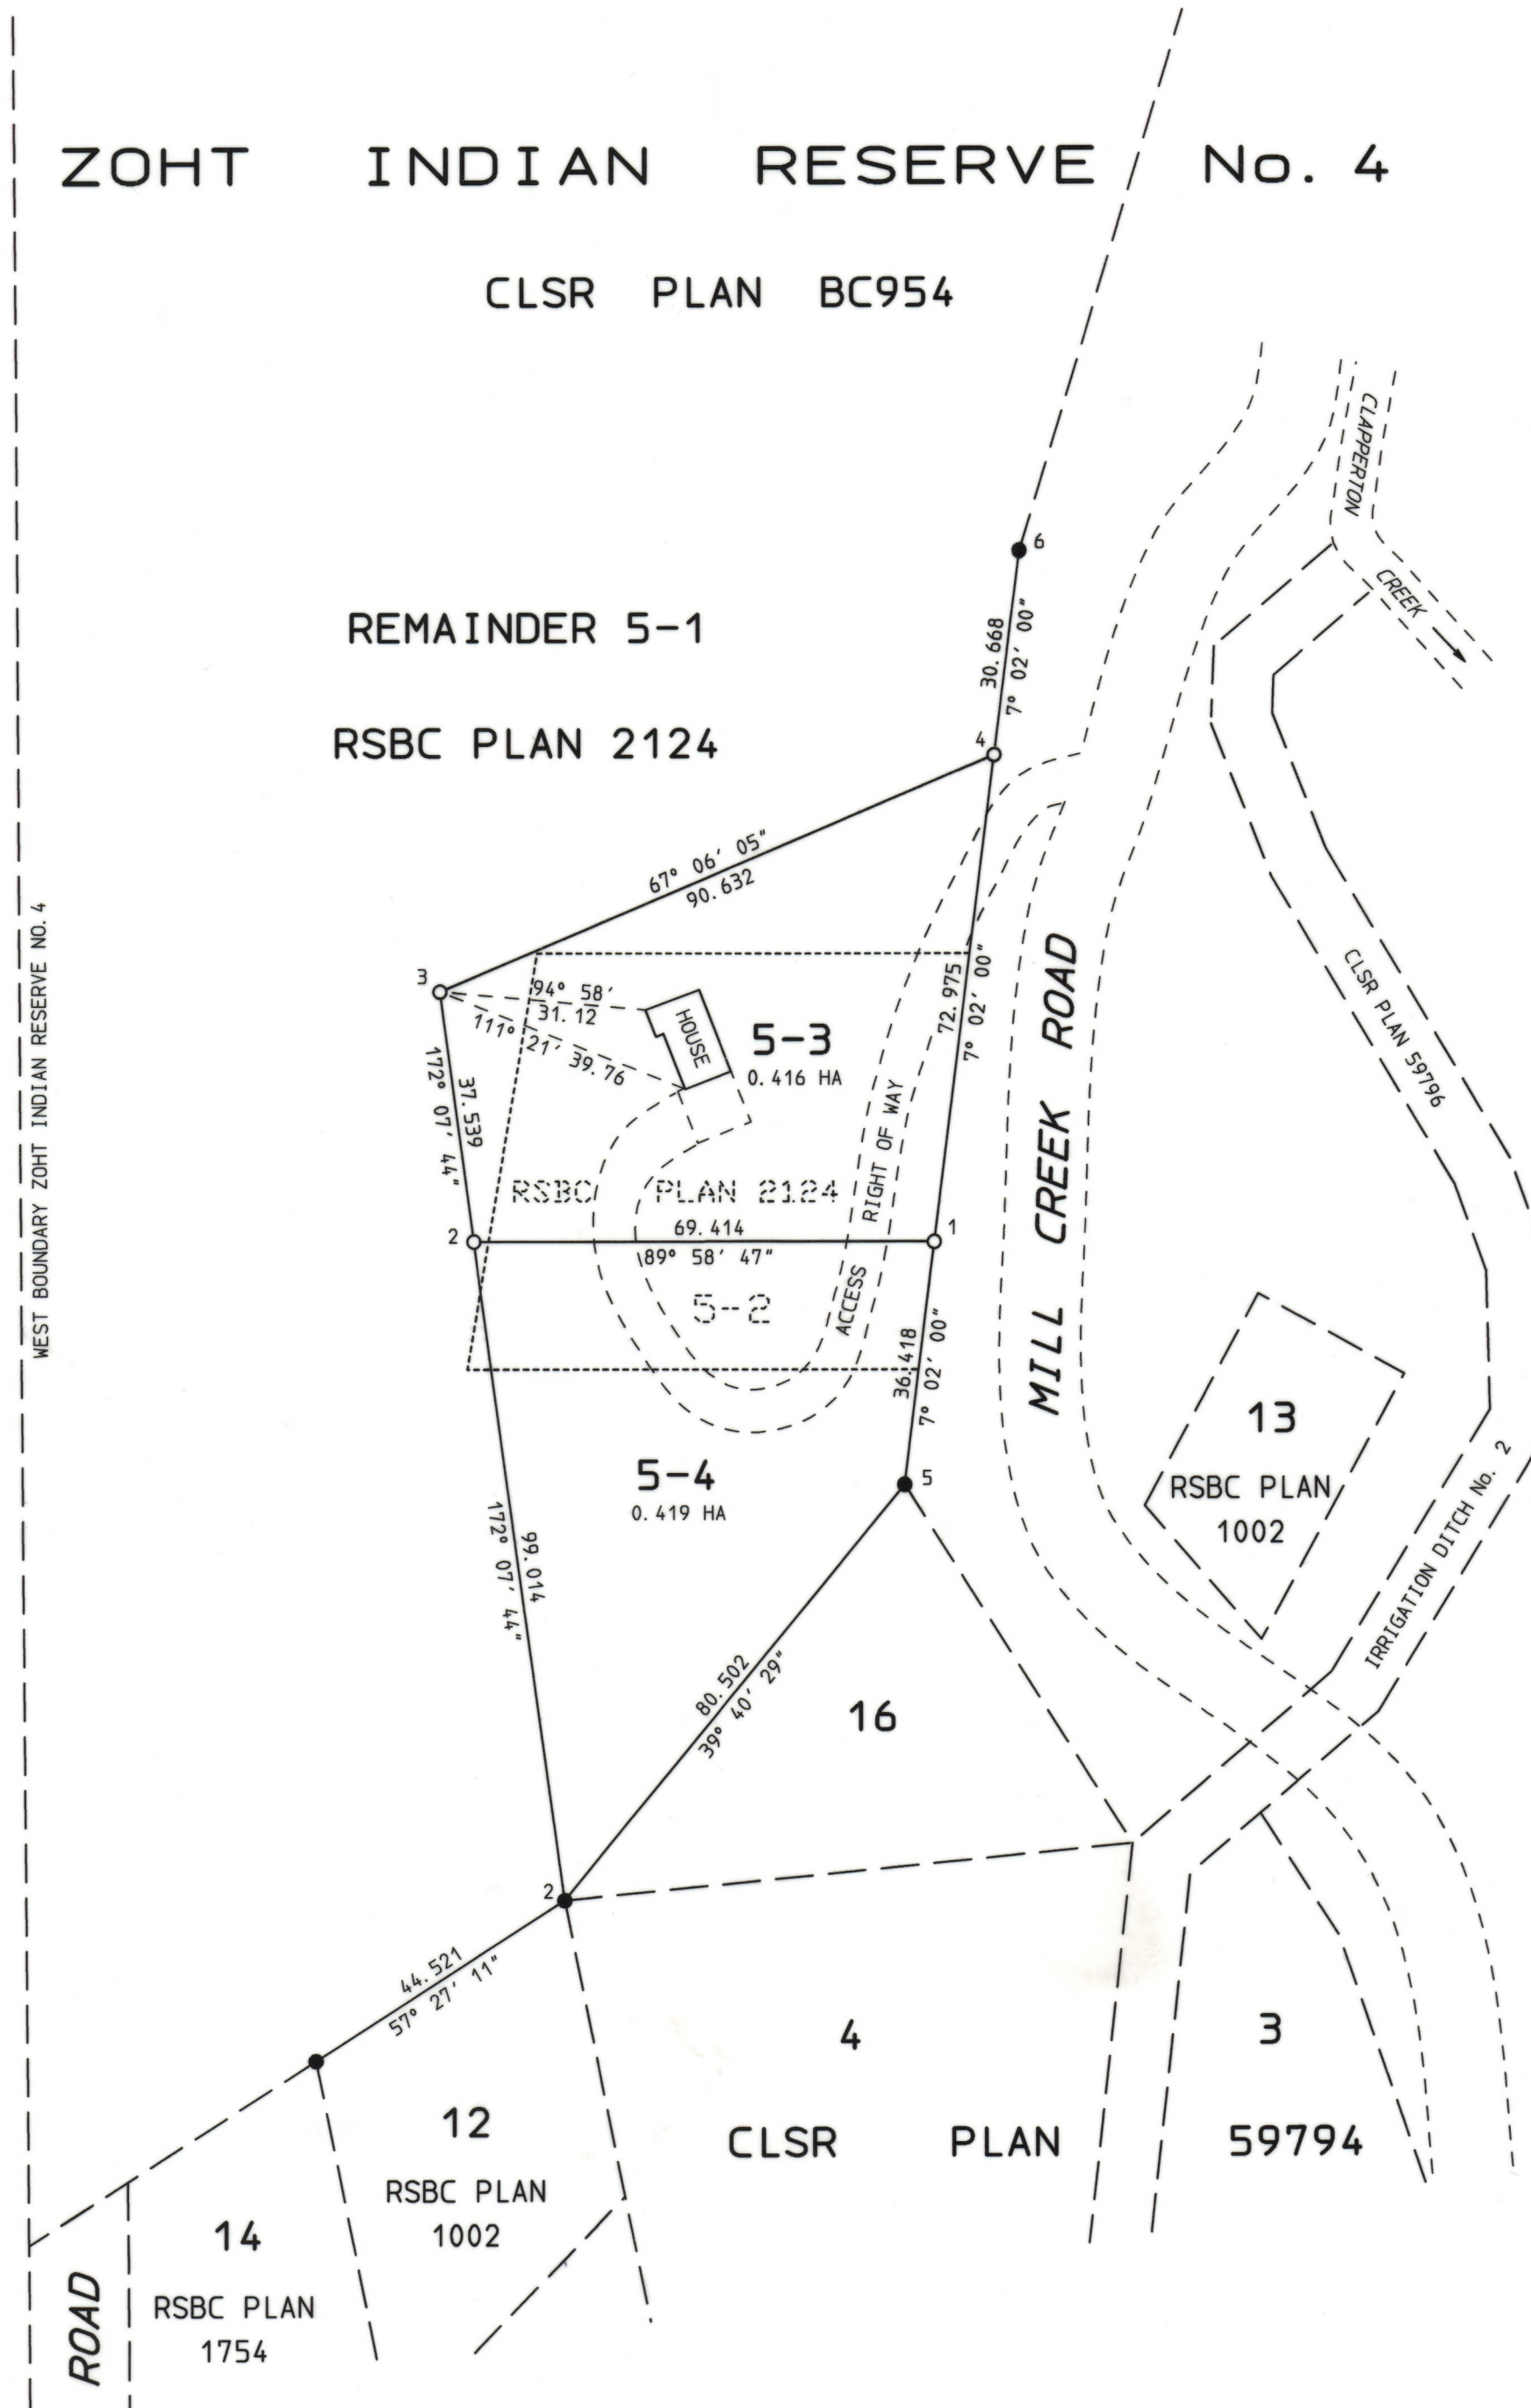 ZOHT INDIAN RESERVE No. 4
CLSR PLAN BC954
CLAPPERTON
CREEK
6
30.668
7° 02' 00"
REMAINDER 5-1
RSBC PLAN 2124
4
67° 06' 05"
90.632
WEST BOUNDARY ZOHT INDIAN RESERVE NO. 4
3
94° 58'
31.12
111° 21' 39.76
HOUSE
5-3
0.416 HA
72.975
7° 02' 00"
MILL CREEK ROAD
CLSR PLAN 59796
37.539
172° 07' 44"
RSBC PLAN 2124
ACCESS RIGHT OF WAY
2
69.414
89° 58' 47"
1
5-2
36.418
7° 02' 00"
13
RSBC PLAN
1002
5-4
0.419 HA
5
IRRIGATION DITCH No. 2
99.014
172° 07' 44"
80.502
39° 40' 29"
16
2
44.521
57° 27' 11"
4
3
12
RSBC PLAN
1002
CLSR PLAN 59794
14
RSBC PLAN
1754
ROAD